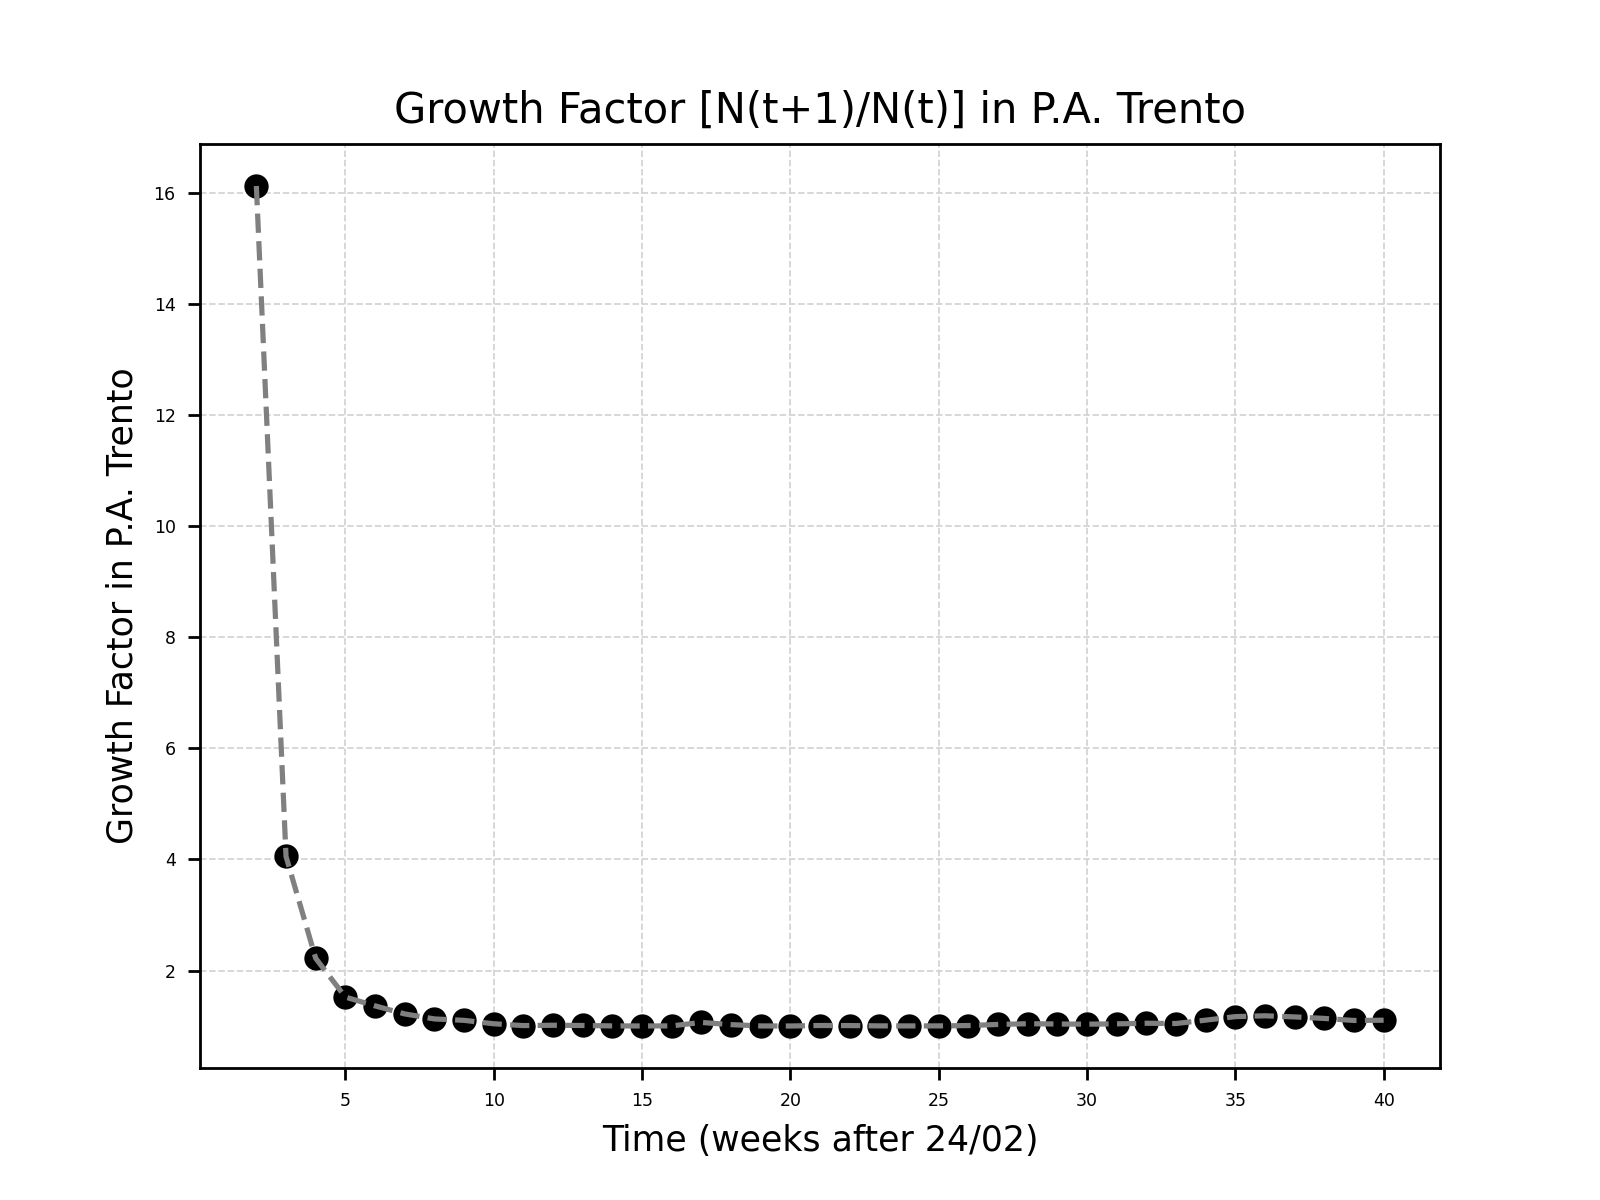 Growth Factor [N(t+1)/N(t)] in P.A. Trento
Growth Factor in P.A. Trento
16
14
12
10
8
6
4
2
5 10 15 20 25 30 35 40
Time (weeks after 24/02)